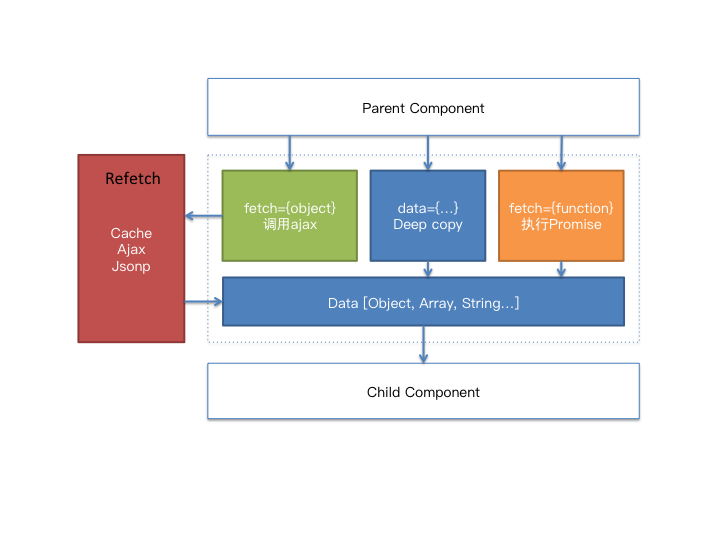 Parent Component
Refetch
Cache
Ajax
Jsonp
fetch={object}
调用ajax
data={...}
Deep copy
fetch={function}
执行Promise
Data [Object, Array, String...]
Child Component